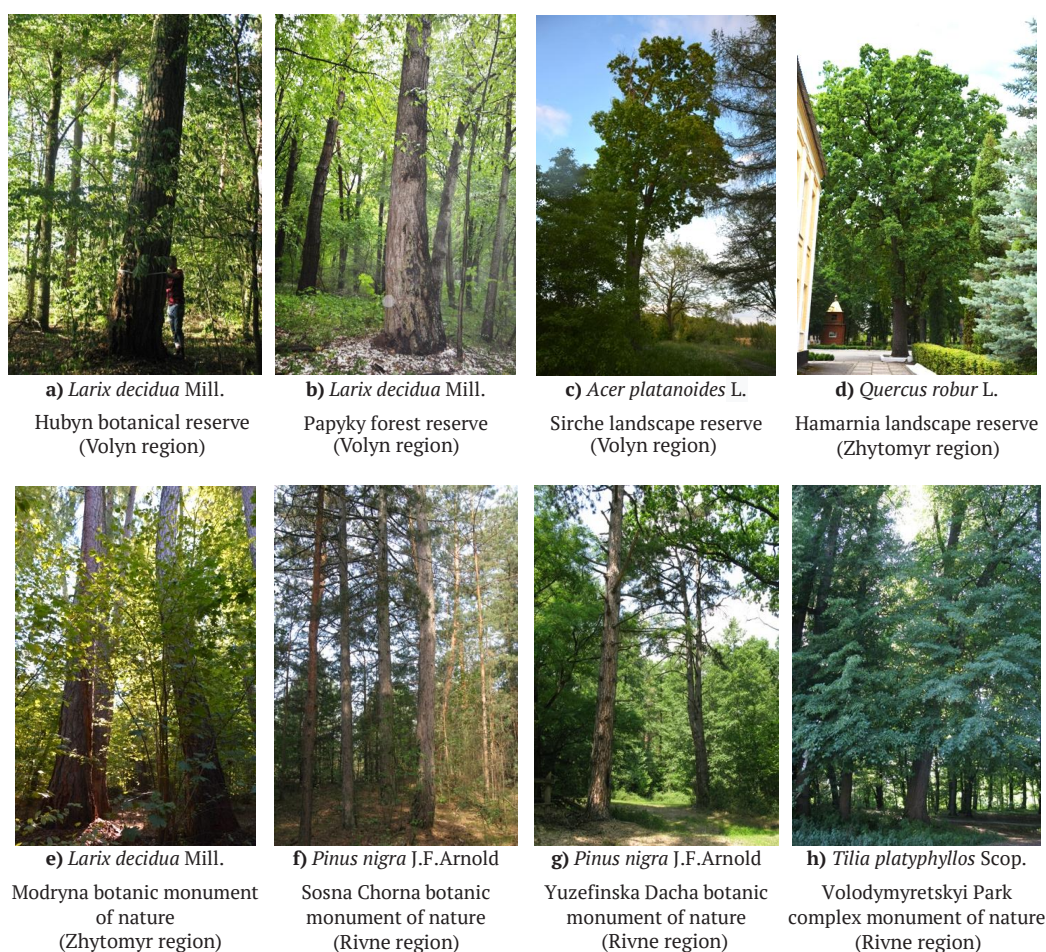 a) Larix decidua Mill.
Hubyn botanical reserve
(Volyn region)
b) Larix decidua Mill.
Papyky forest reserve
(Volyn region)
c) Acer platanoides L.
Sirche landscape reserve
(Volyn region)
d) Quercus robur L.
Hamarnia landscape reserve
(Zhytomyr region)
e) Larix decidua Mill.
Modryna botanic monument
of nature
(Zhytomyr region)
f) Pinus nigra J.F.Arnold
Sosna Chorna botanic
monument of nature
(Rivne region)
g) Pinus nigra J.F.Arnold
Yuzefinska Dacha botanic
monument of nature
(Rivne region)
h) Tilia platyphyllos Scop.
Volodymyretskyi Park
complex monument of nature
(Rivne region)